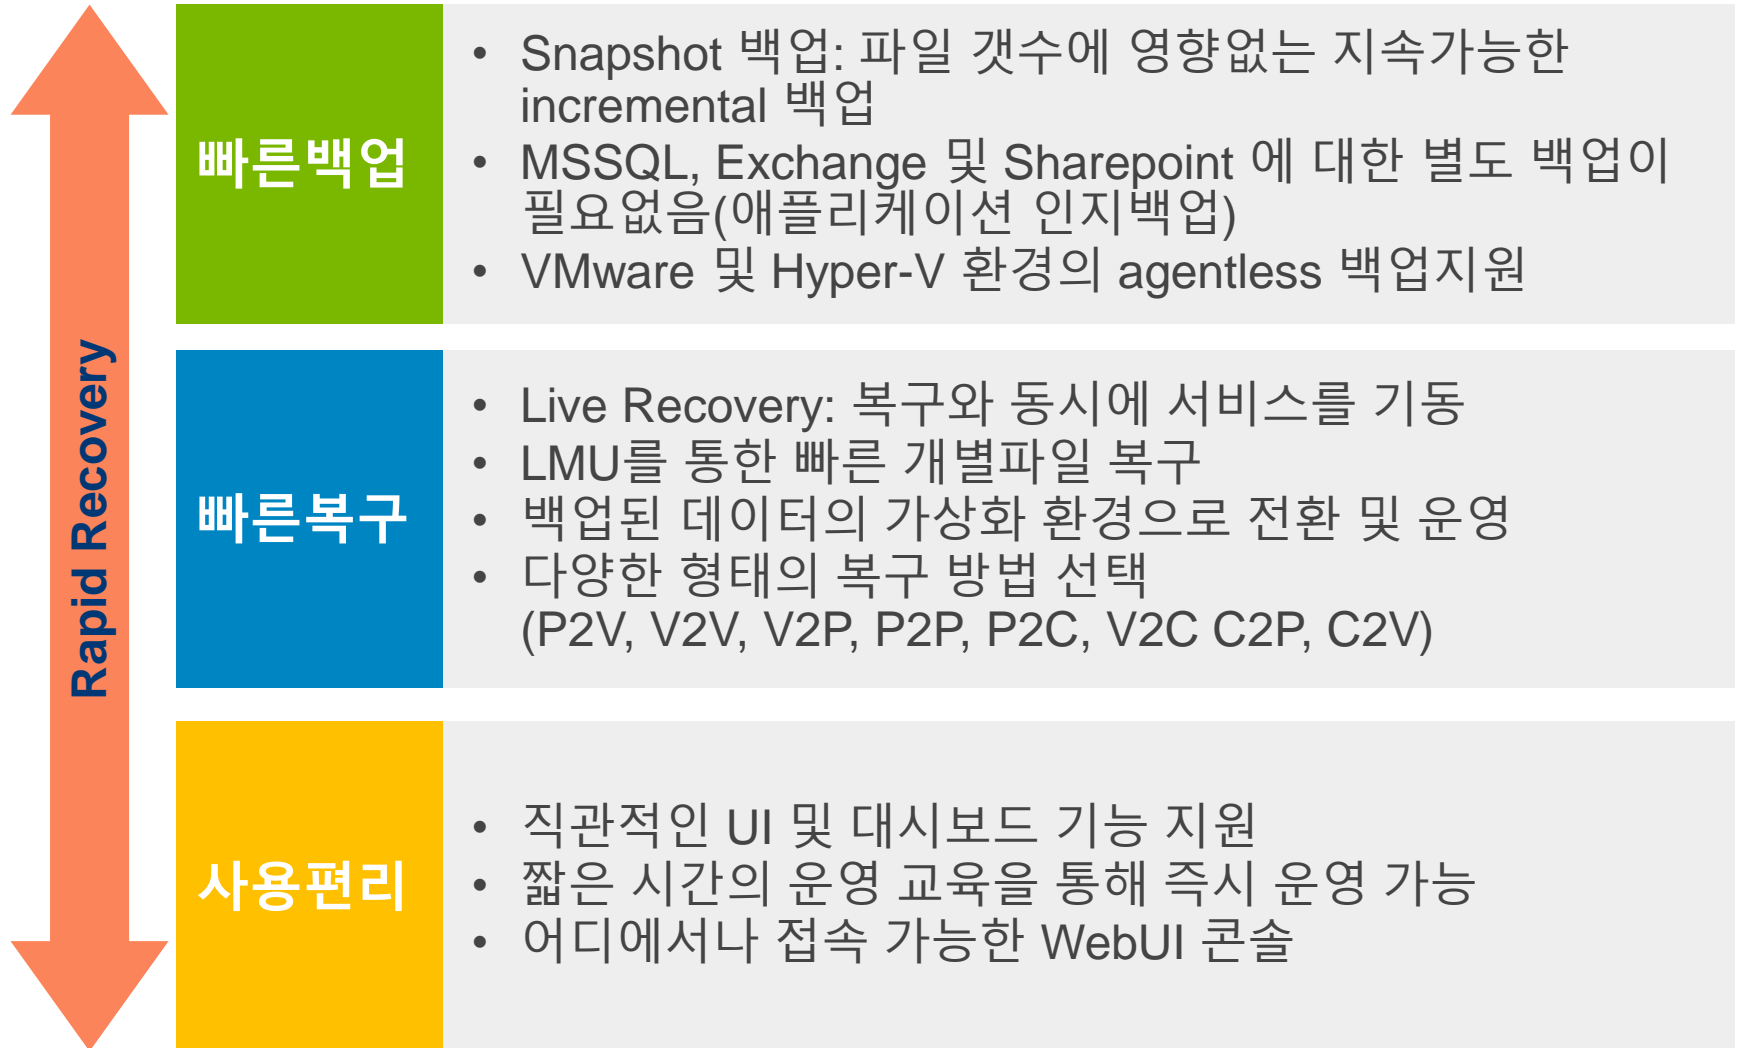 Rapid Recovery
빠른백업
• Snapshot 백업: 파일 갯수에 영향없는 지속가능한
incremental 백업
• MSSQL, Exchange 및 Sharepoint 에 대한 별도 백업이
필요없음(애플리케이션 인지백업)
• VMware 및 Hyper-V 환경의 agentless 백업지원
빠른복구
• Live Recovery: 복구와 동시에 서비스를 기동
• LMU를 통한 빠른 개별파일 복구
• 백업된 데이터의 가상화 환경으로 전환 및 운영
• 다양한 형태의 복구 방법 선택
(P2V, V2V, V2P, P2P, P2C, V2C C2P, C2V)
사용편리
• 직관적인 UI 및 대시보드 기능 지원
• 짧은 시간의 운영 교육을 통해 즉시 운영 가능
• 어디에서나 접속 가능한 WebUI 콘솔